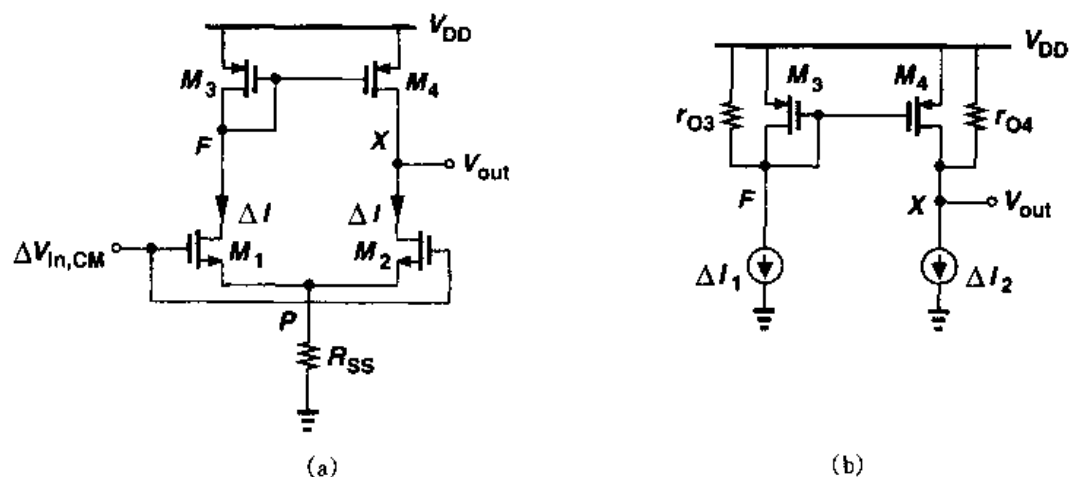 V_DD
M_3
M_4
F
X
V_out
ΔI
ΔI
ΔV_In,CM
M_1
M_2
P
R_SS
(a)
V_DD
M_3
M_4
r_O3
r_O4
F
X
V_out
ΔI_1
ΔI_2
(b)